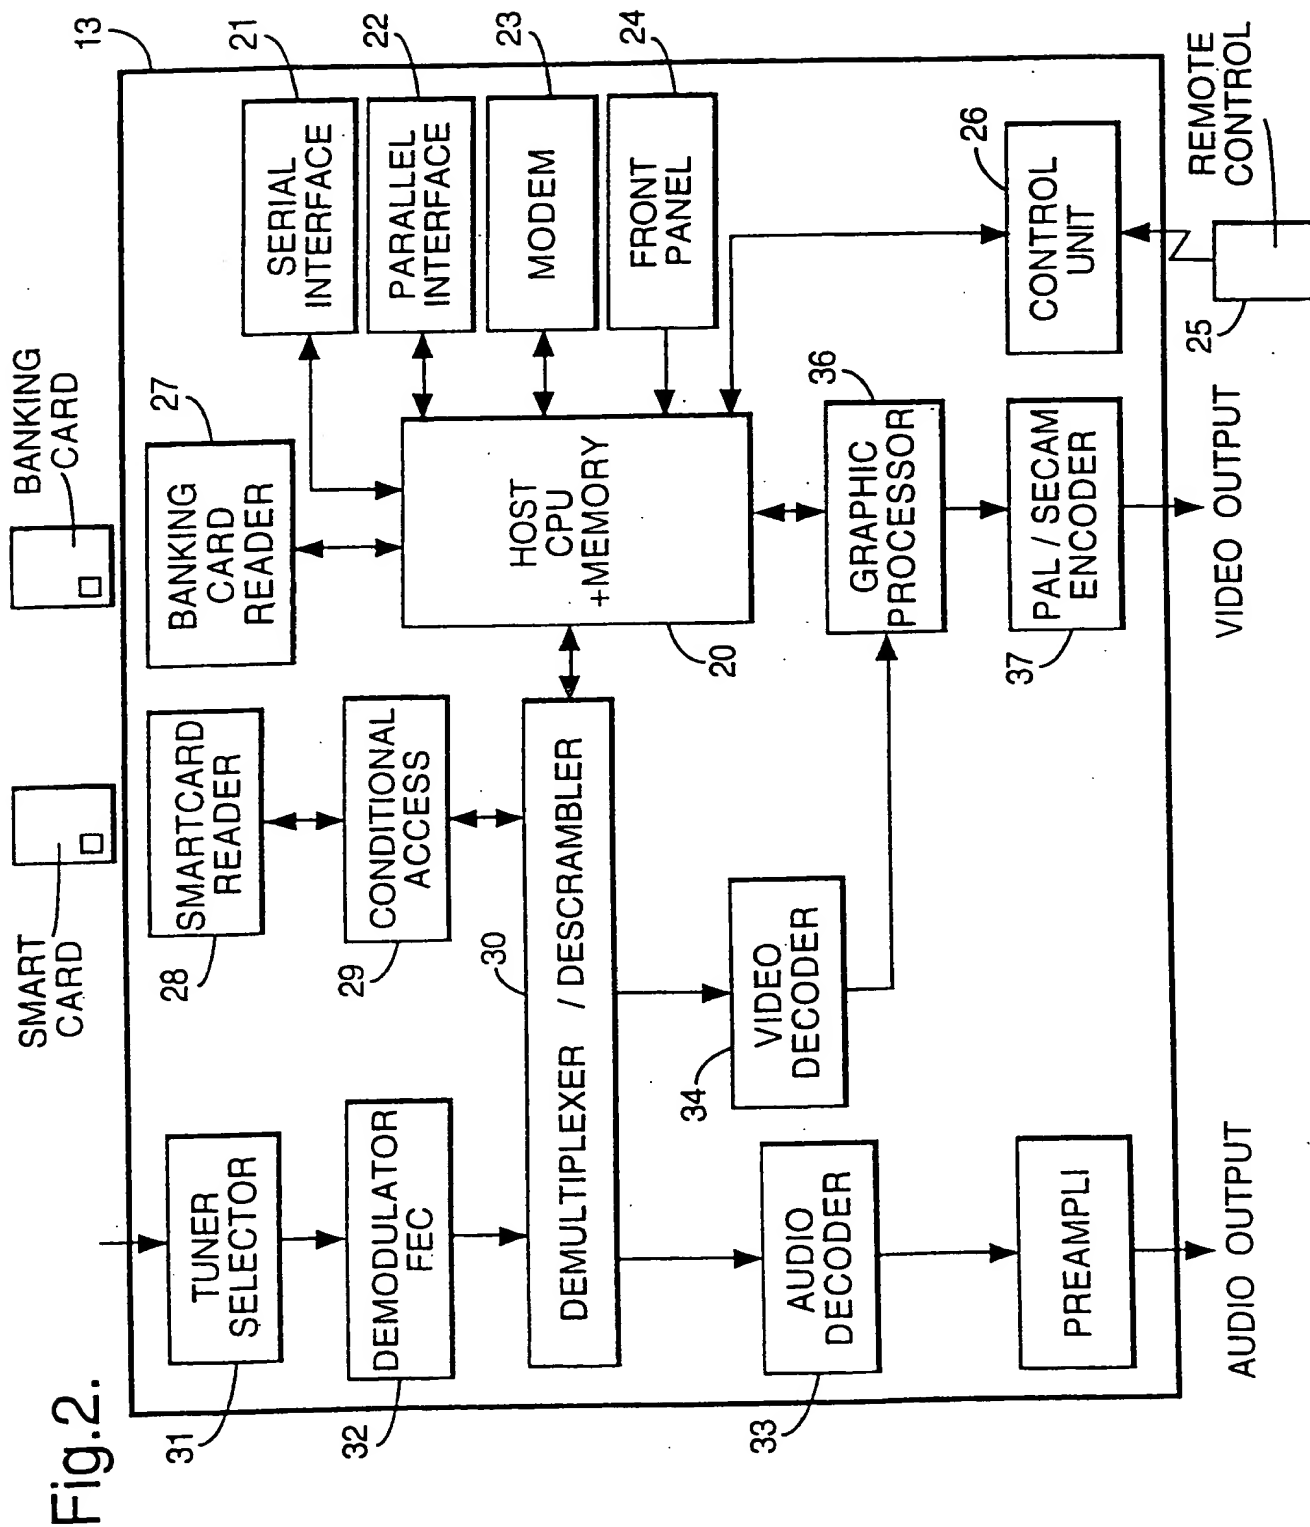 Fig.2.
SMART
CARD
BANKING
CARD
13
31
TUNER
SELECTOR
28
SMARTCARD
READER
27
BANKING
CARD
READER
SERIAL
INTERFACE
21
PARALLEL
INTERFACE
22
MODEM
23
FRONT
PANEL
24
32
DEMODULATOR
FEC
29
CONDITIONAL
ACCESS
HOST
CPU
+MEMORY
20
30
DEMULTIPLEXER / DESCRAMBLER
33
AUDIO
DECODER
34
VIDEO
DECODER
36
GRAPHIC
PROCESSOR
26
CONTROL
UNIT
PREAMPLI
37
PAL / SECAM
ENCODER
25
REMOTE
CONTROL
AUDIO OUTPUT
VIDEO OUTPUT